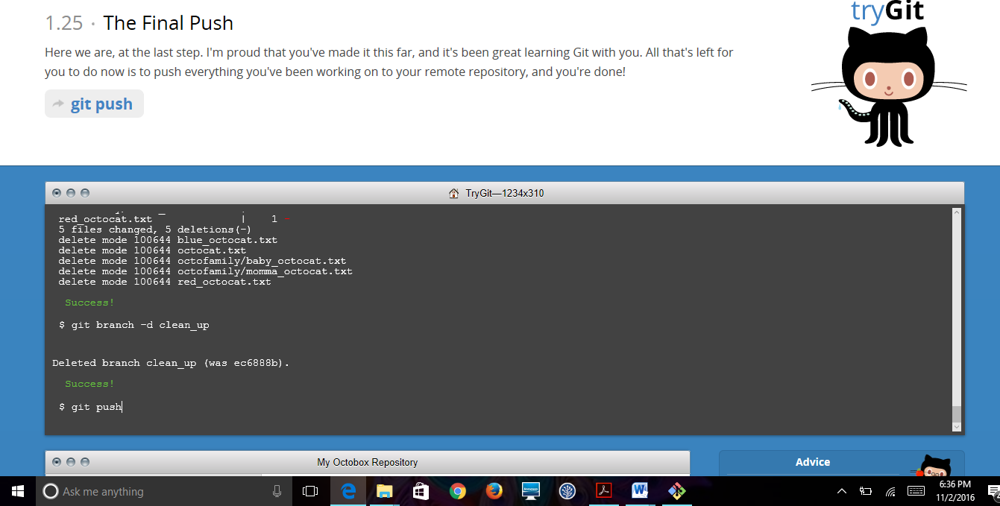 tryGit
1.25 · The Final Push
Here we are, at the last step. I'm proud that you've made it this far, and it's been great learning Git with you. All that's left for
you to do now is to push everything you've been working on to your remote repository, and you're done!
git push
TryGit—1234x310
red_octocat.txt | 1
5 files changed, 5 deletions(-)
delete mode 100644 blue_octocat.txt
delete mode 100644 octocat.txt
delete mode 100644 octofamily/baby_octocat.txt
delete mode 100644 octofamily/momma_octocat.txt
delete mode 100644 red_octocat.txt
Success!
$ git branch -d clean_up
Deleted branch clean_up (was ec6888b).
Success!
$ git push
My Octobox Repository
Advice
Ask me anything
6:36 PM
11/2/2016